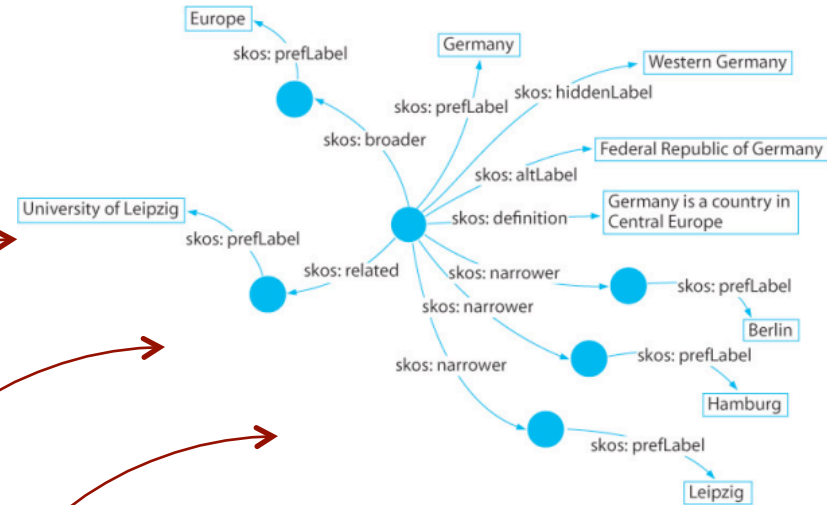 Europe
skos: prefLabel
Germany
Western Germany
skos: hiddenLabel
skos: prefLabel
skos: broader
Federal Republic of Germany
skos: altLabel
University of Leipzig
Germany is a country in
Central Europe
skos: definition
skos: prefLabel
skos: related
skos: narrower
skos: prefLabel
skos: narrower
Berlin
skos: prefLabel
skos: narrower
Hamburg
skos: prefLabel
Leipzig